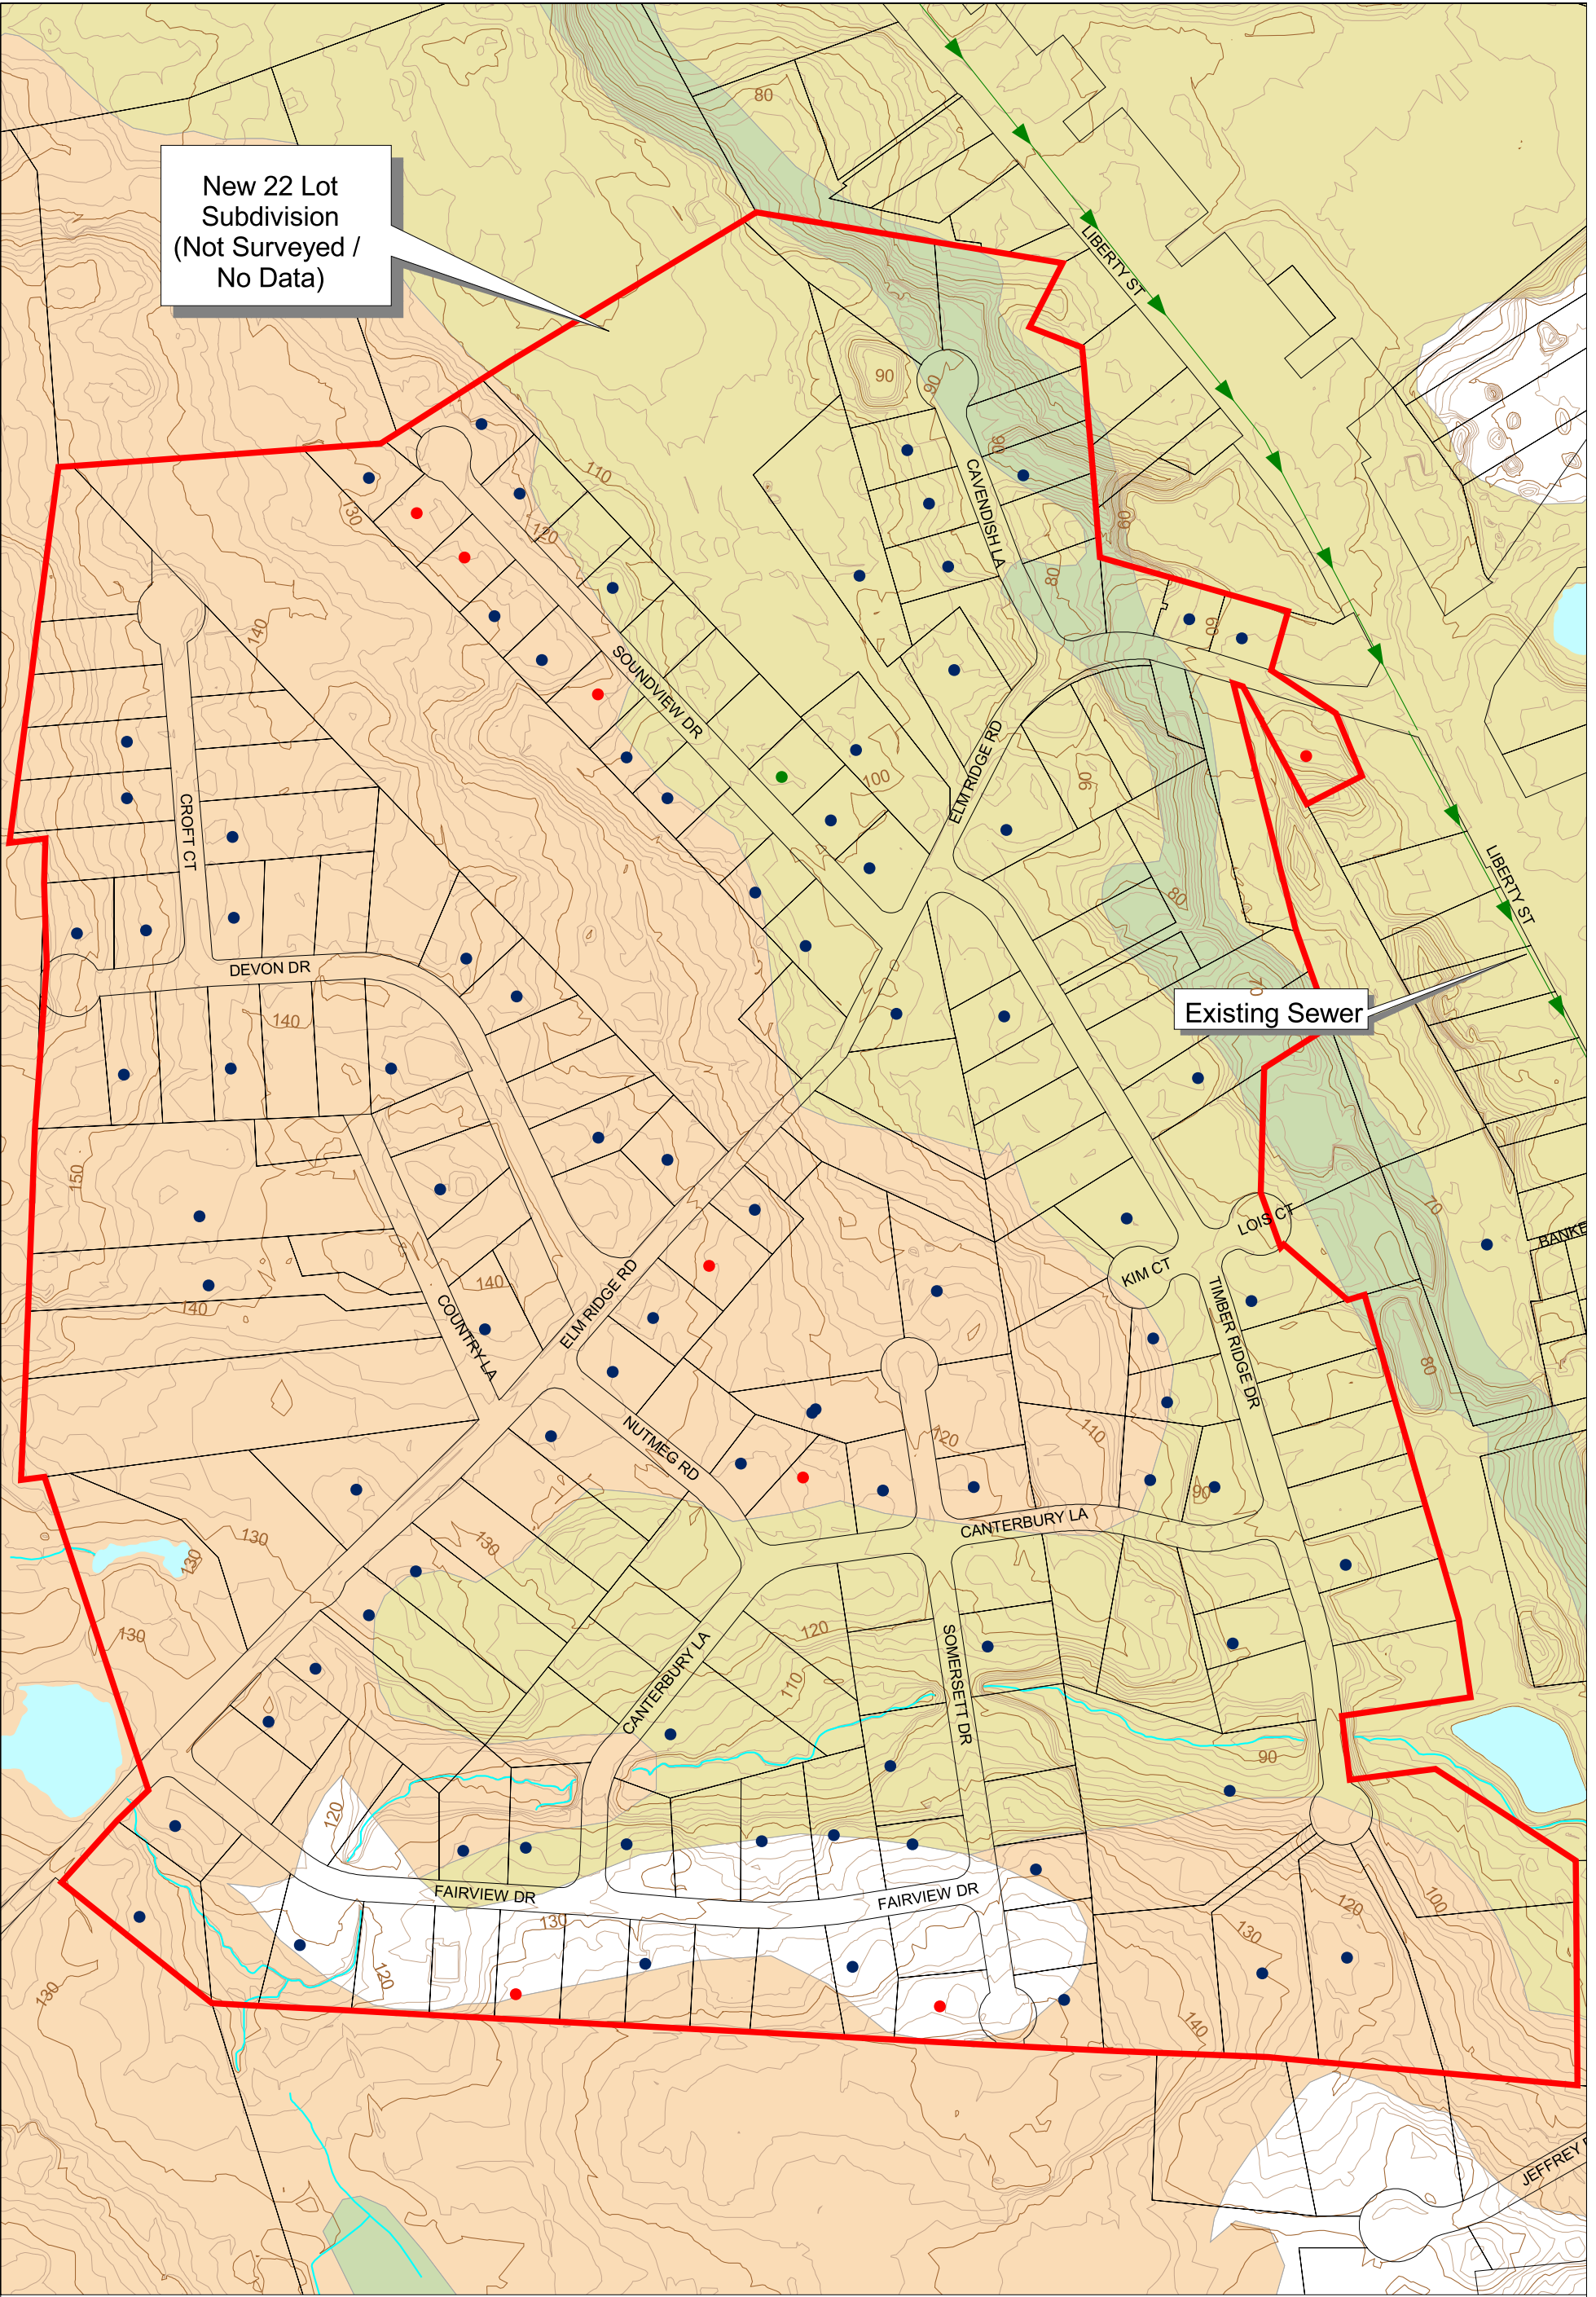 80
New 22 Lot
Subdivision
(Not Surveyed /
No Data)
LIBERTY ST
90
90
90
110
130
120
CAVENDISH LA
60
80
140
60
SOUNDVIEW DR
ELM RIDGE RD
100
90
CROFT CT
LIBERTY ST
80
DEVON DR
70
Existing Sewer
140
150
70
LOIS CT
BANKE
KIM CT
140
ELM RIDGE RD
140
COUNTRY LA
TIMBER RIDGE DR
80
NUTMEG RD
120
110
90
CANTERBURY LA
130
130
130
130
120
SOMERSETT DR
CANTERBURY LA
110
90
120
FAIRVIEW DR
FAIRVIEW DR
130
120
100
130
120
130
140
JEFFREY